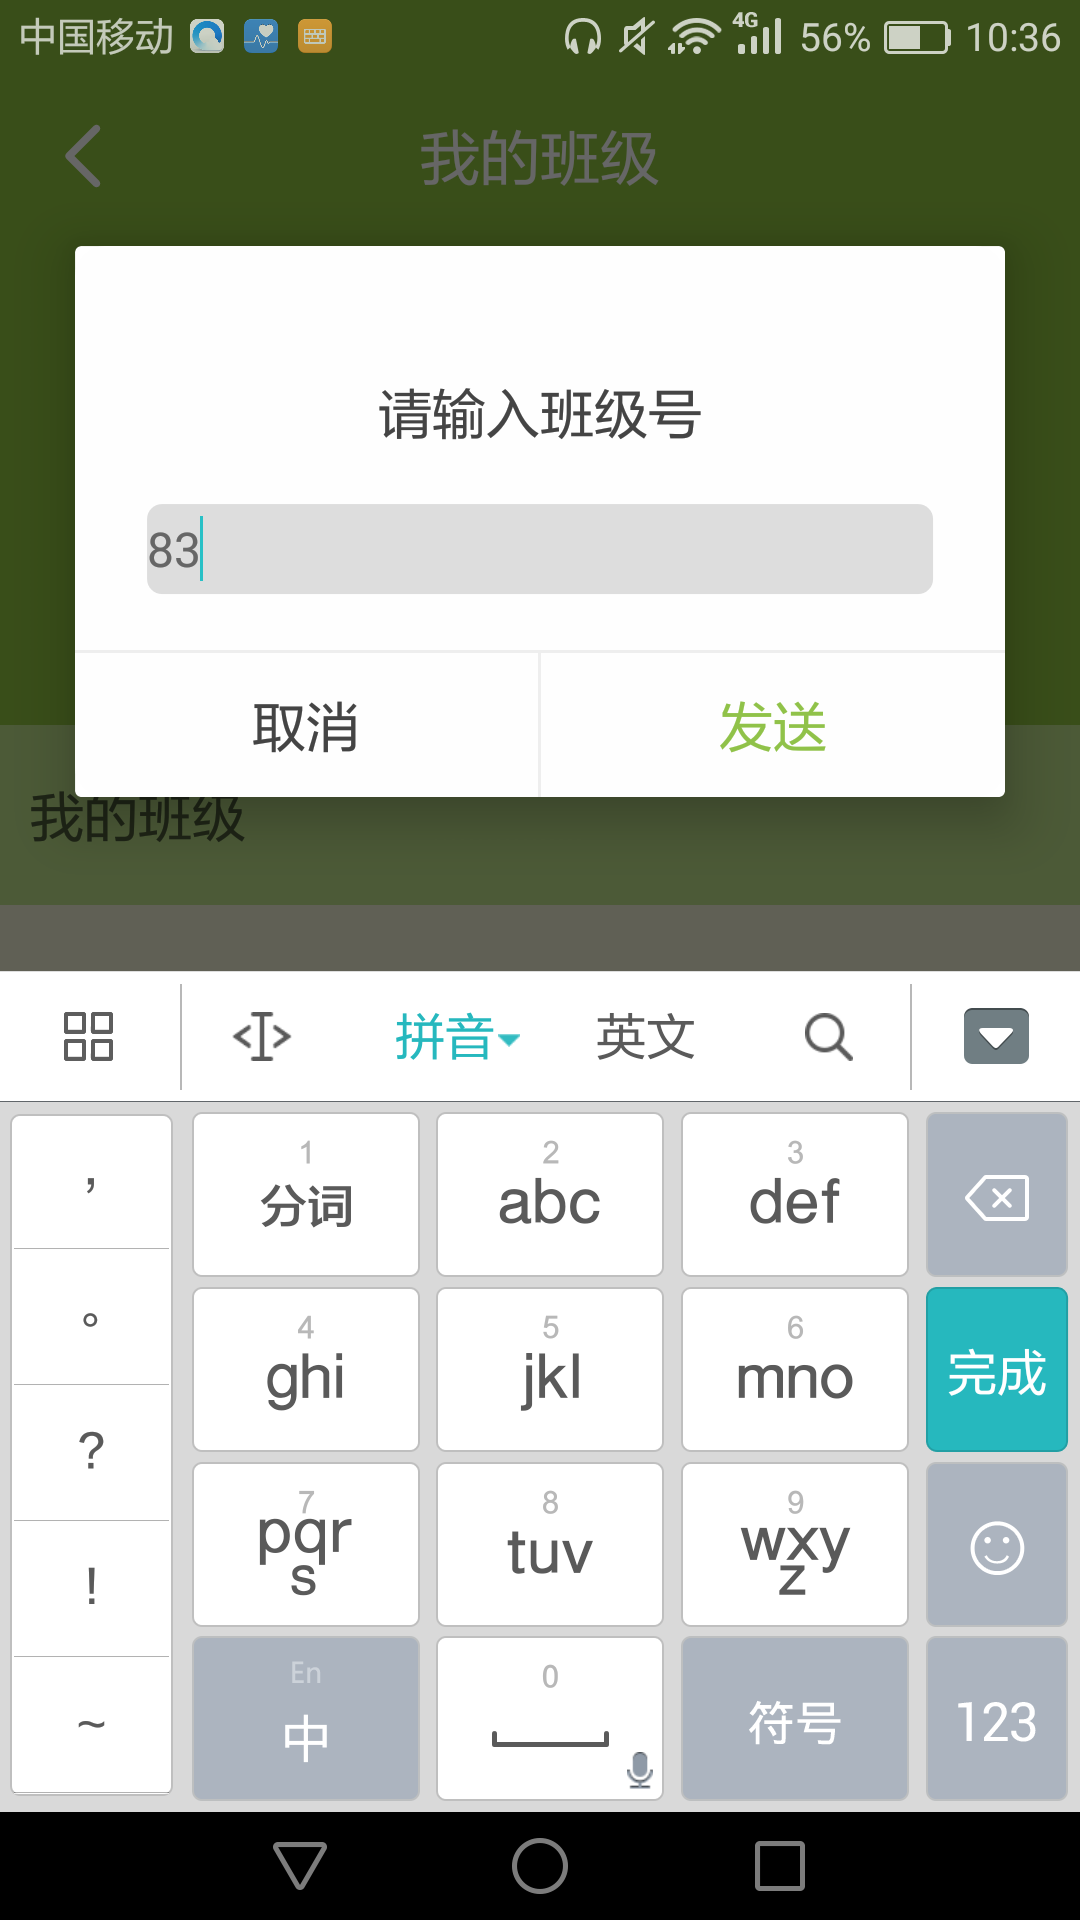 中国移动 4G 56% 10:36
我的班级
请输入班级号
83
取消 发送
我的班级
拼音 英文
， 1 分词 2 abc 3 def
。 4 ghi 5 jkl 6 mno 完成
? 7 pqrs 8 tuv 9 wxyz
!
~ En 中 0 符号 123